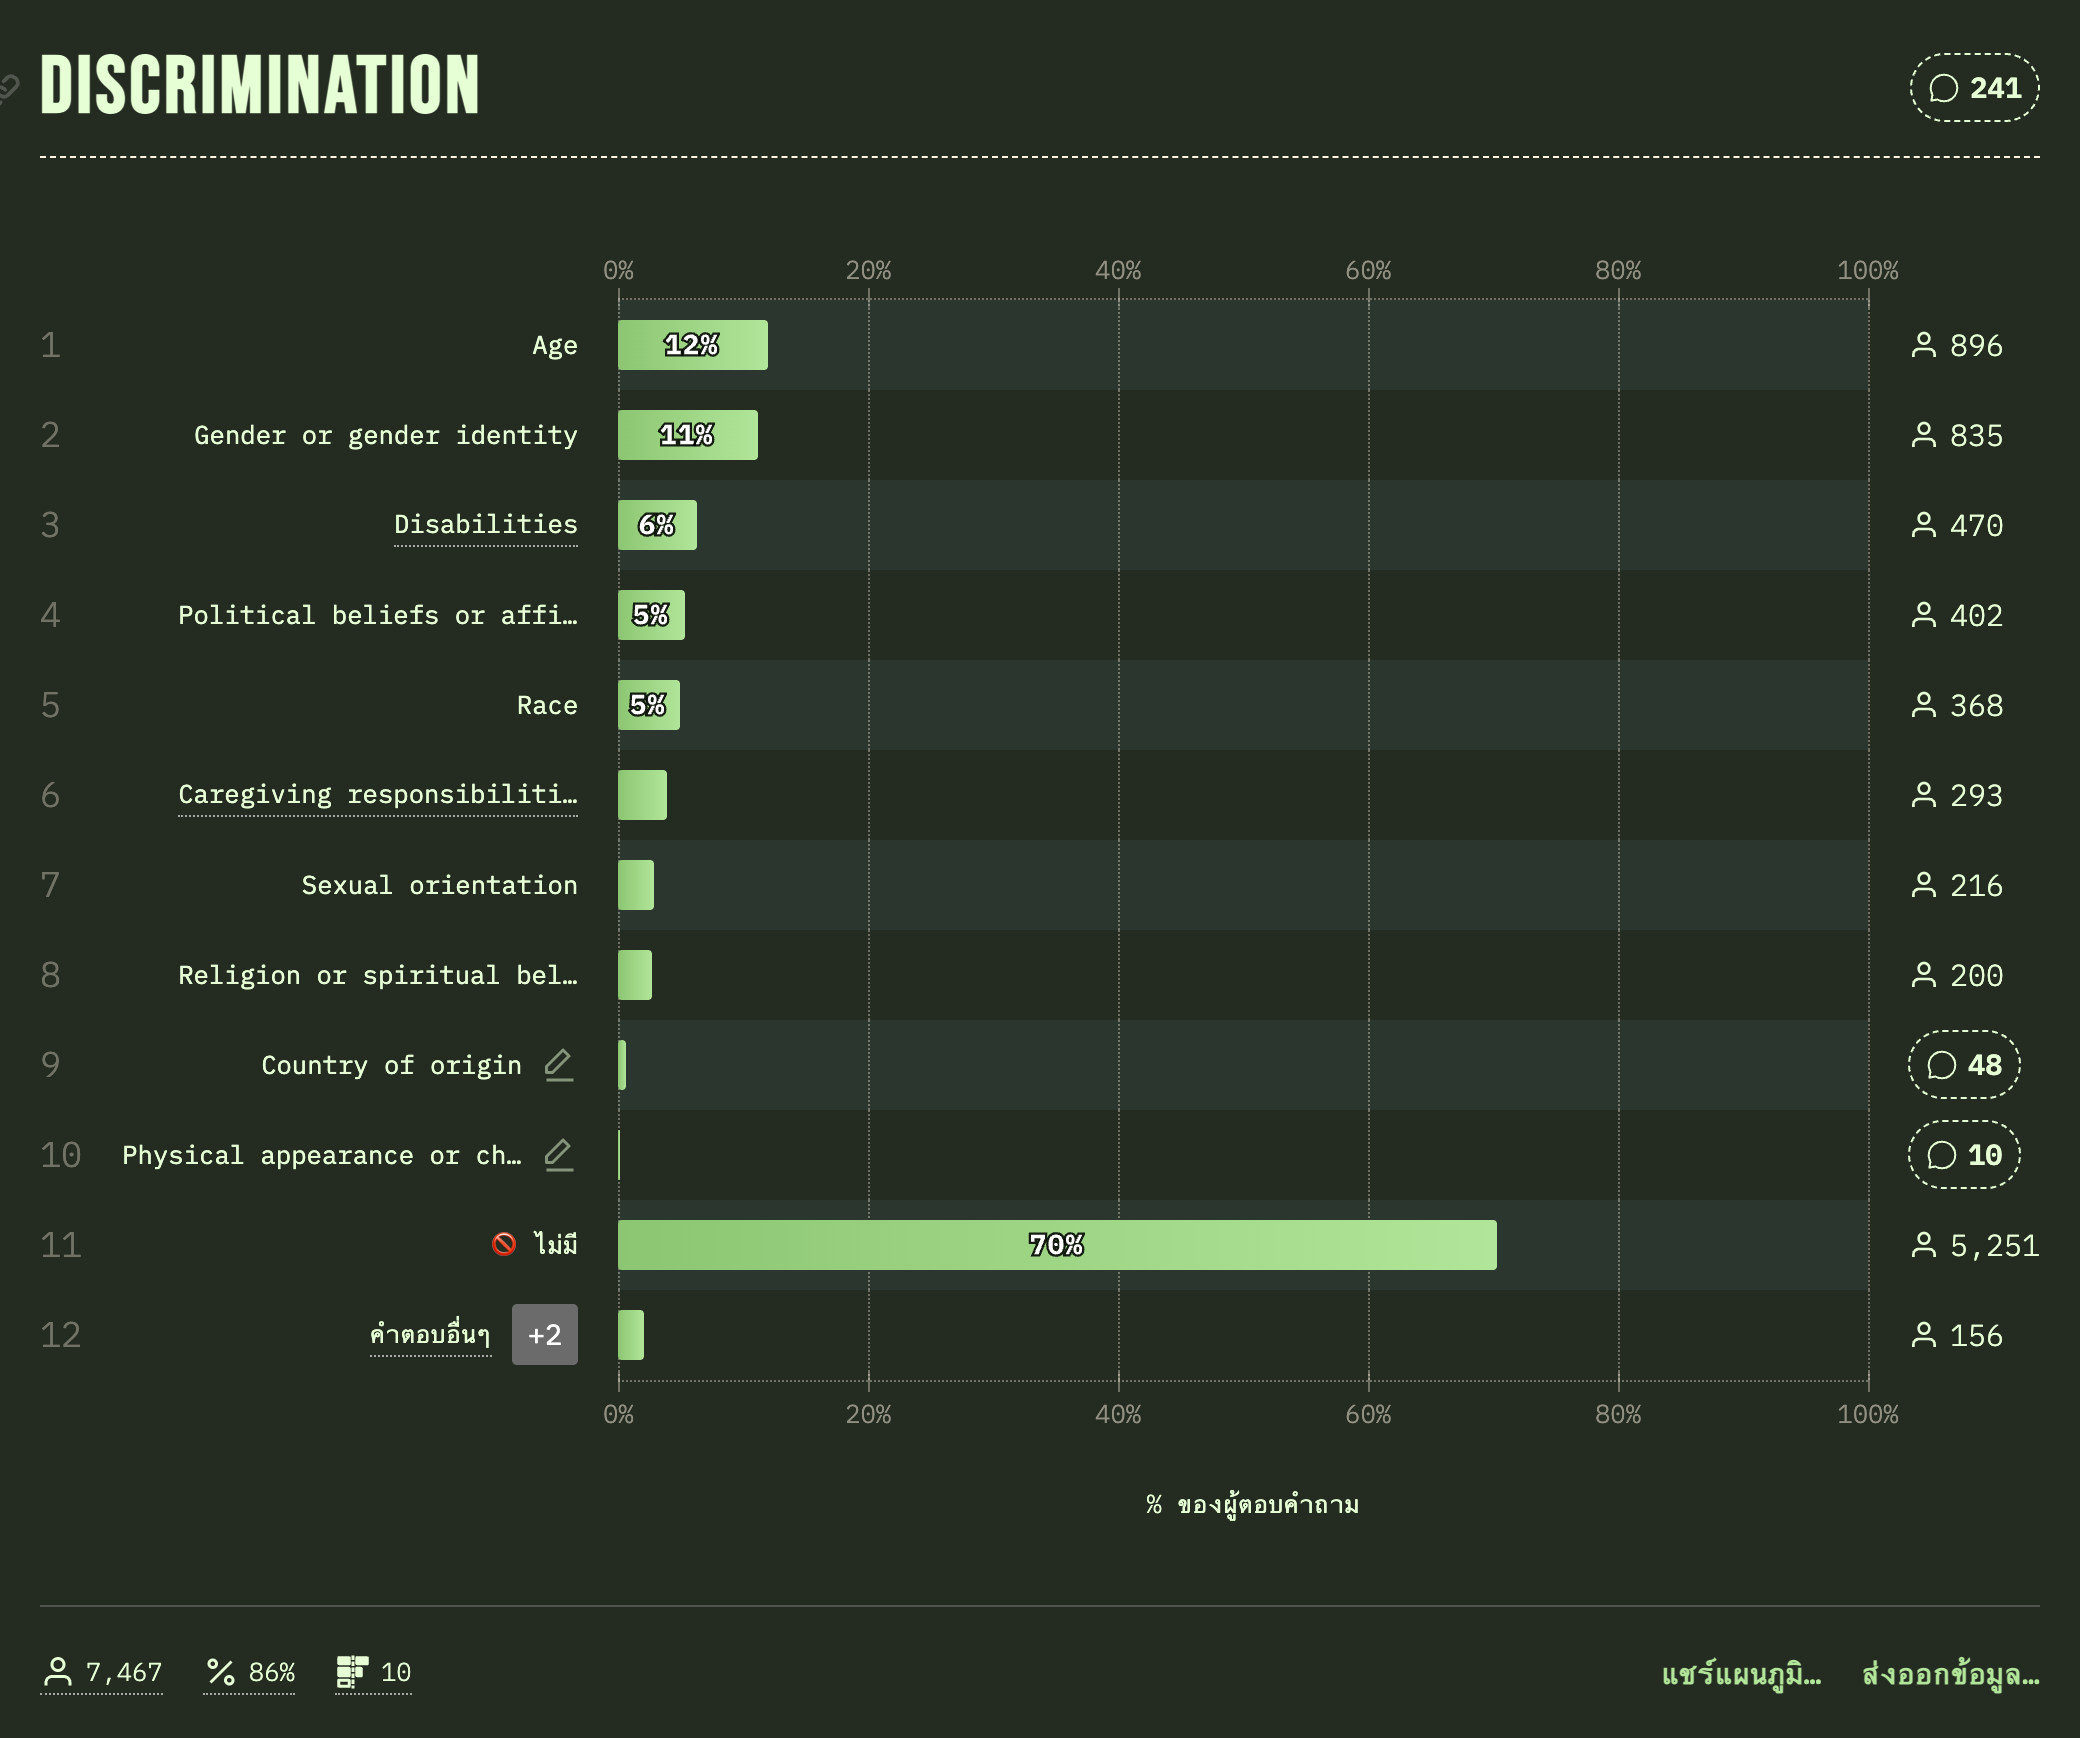 DISCRIMINATION
241
0% 20% 40% 60% 80% 100%
1 Age 12% 896
2 Gender or gender identity 11% 835
3 Disabilities 6% 470
4 Political beliefs or affi… 5% 402
5 Race 5% 368
6 Caregiving responsibiliti… 293
7 Sexual orientation 216
8 Religion or spiritual bel… 200
9 Country of origin 48
10 Physical appearance or ch… 10
11 🚫 ไม่มี 70% 5,251
12 คำตอบอื่นๆ +2 156
0% 20% 40% 60% 80% 100%
% ของผู้ตอบคำถาม
7,467 86% 10 แชร์แผนภูมิ… ส่งออกข้อมูล…